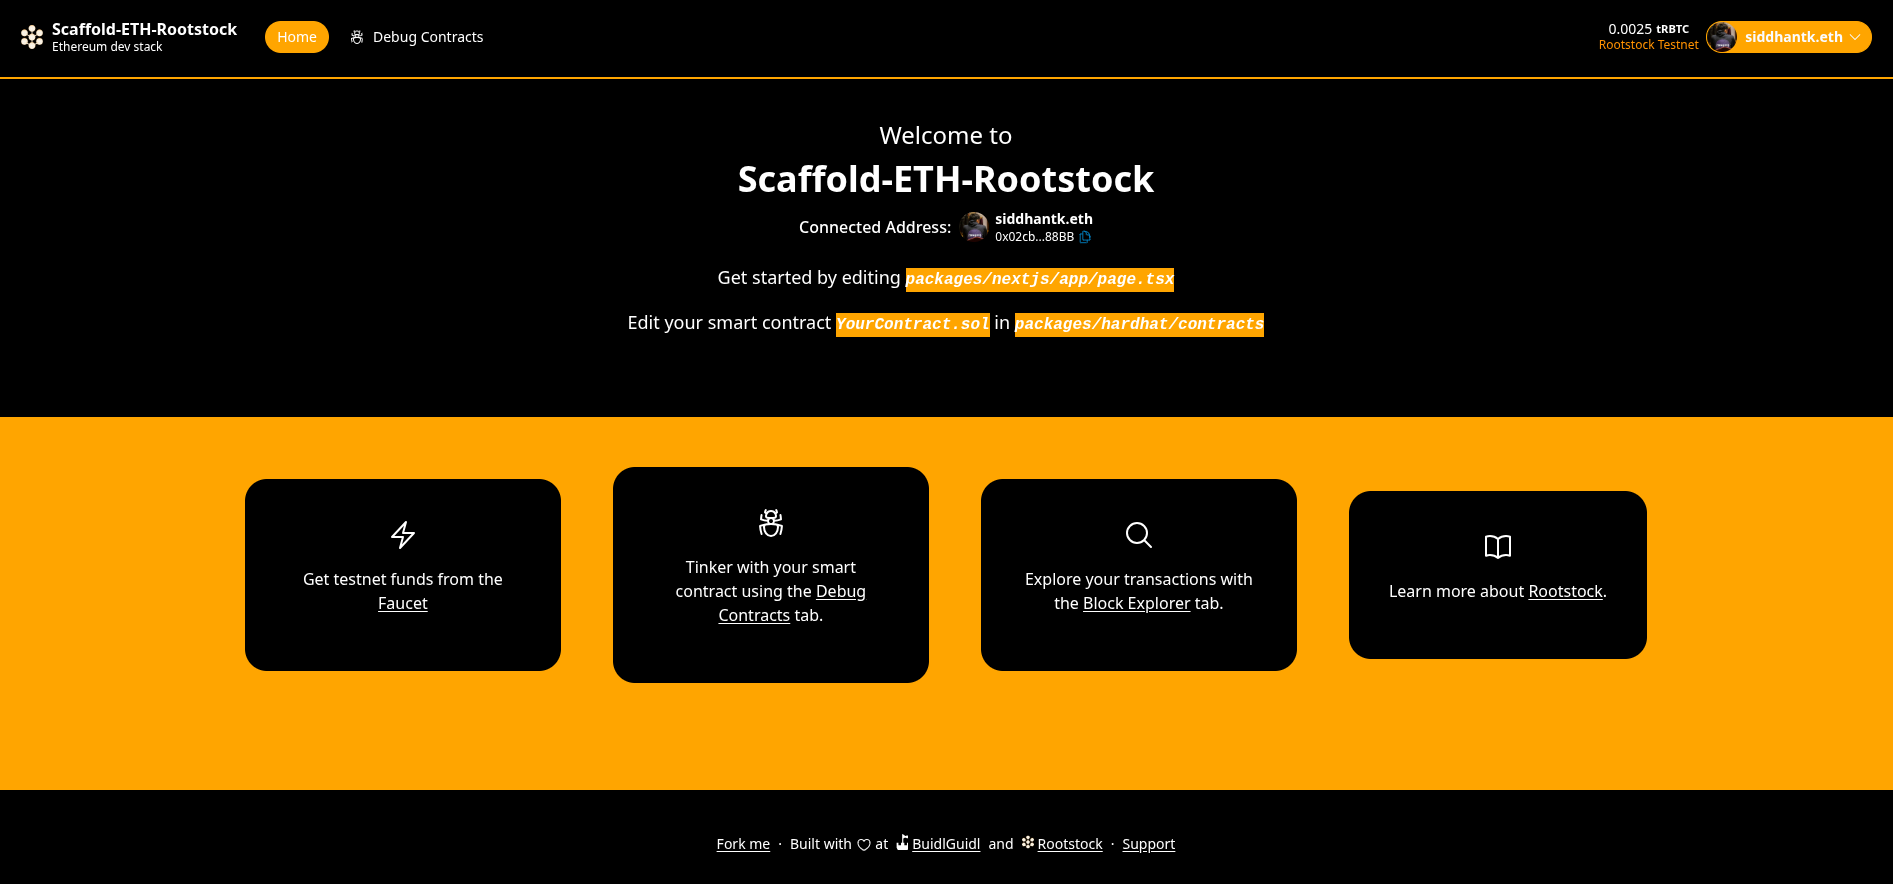 Scaffold-ETH-Rootstock
Ethereum dev stack
Home
Debug Contracts
0.0025 tRBTC
Rootstock Testnet
siddhantk.eth
Welcome to
Scaffold-ETH-Rootstock
Connected Address:
siddhantk.eth
0x02cb...88BB
Get started by editing packages/nextjs/app/page.tsx
Edit your smart contract YourContract.sol in packages/hardhat/contracts
Get testnet funds from the
Faucet
Tinker with your smart
contract using the Debug
Contracts tab.
Explore your transactions with
the Block Explorer tab.
Learn more about Rootstock.
Fork me · Built with ♡ at BuidlGuidl and Rootstock · Support